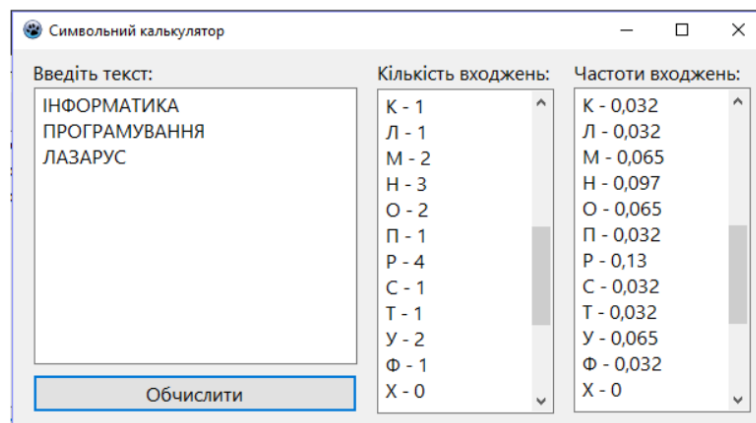 Символьний калькулятор
Введіть текст:
ІНФОРМАТИКА
ПРОГРАМУВАННЯ
ЛАЗАРУС
Обчислити
Кількість входжень:
К - 1
Л - 1
М - 2
Н - 3
О - 2
П - 1
Р - 4
С - 1
Т - 1
У - 2
Ф - 1
Х - 0
Частоти входжень:
К - 0,032
Л - 0,032
М - 0,065
Н - 0,097
О - 0,065
П - 0,032
Р - 0,13
С - 0,032
Т - 0,032
У - 0,065
Ф - 0,032
Х - 0